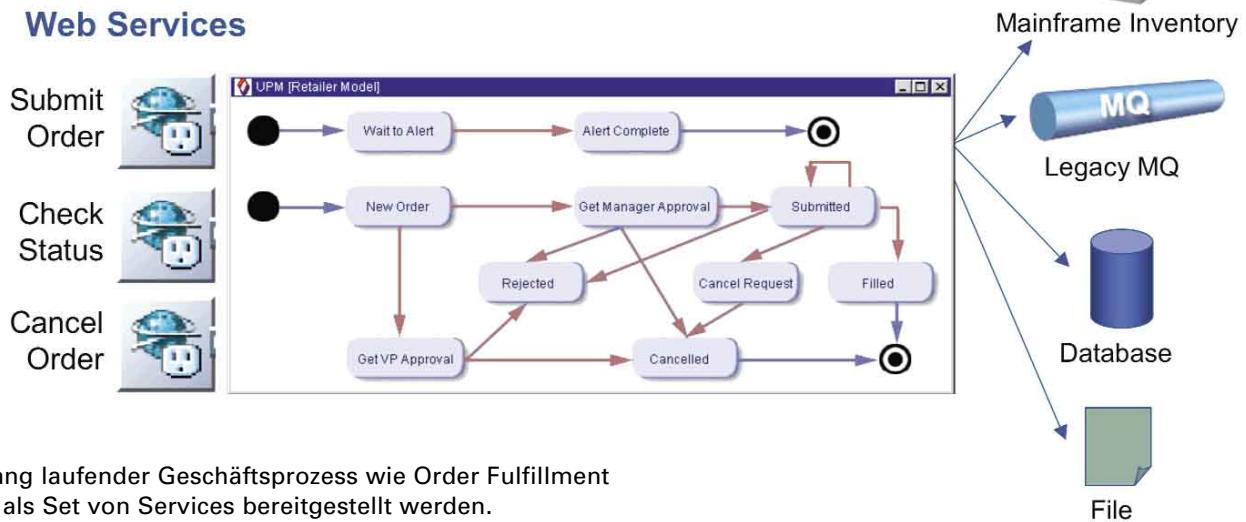 Web Services
Submit
Order
Check
Status
Cancel
Order
UPM [Retailer Model]
Wait to Alert
Alert Complete
New Order
Get Manager Approval
Submitted
Rejected
Cancel Request
Filled
Get VP Approval
Cancelled
Mainframe Inventory
MQ
Legacy MQ
Database
File
ang laufender Geschäftsprozess wie Order Fulfillment
als Set von Services bereitgestellt werden.